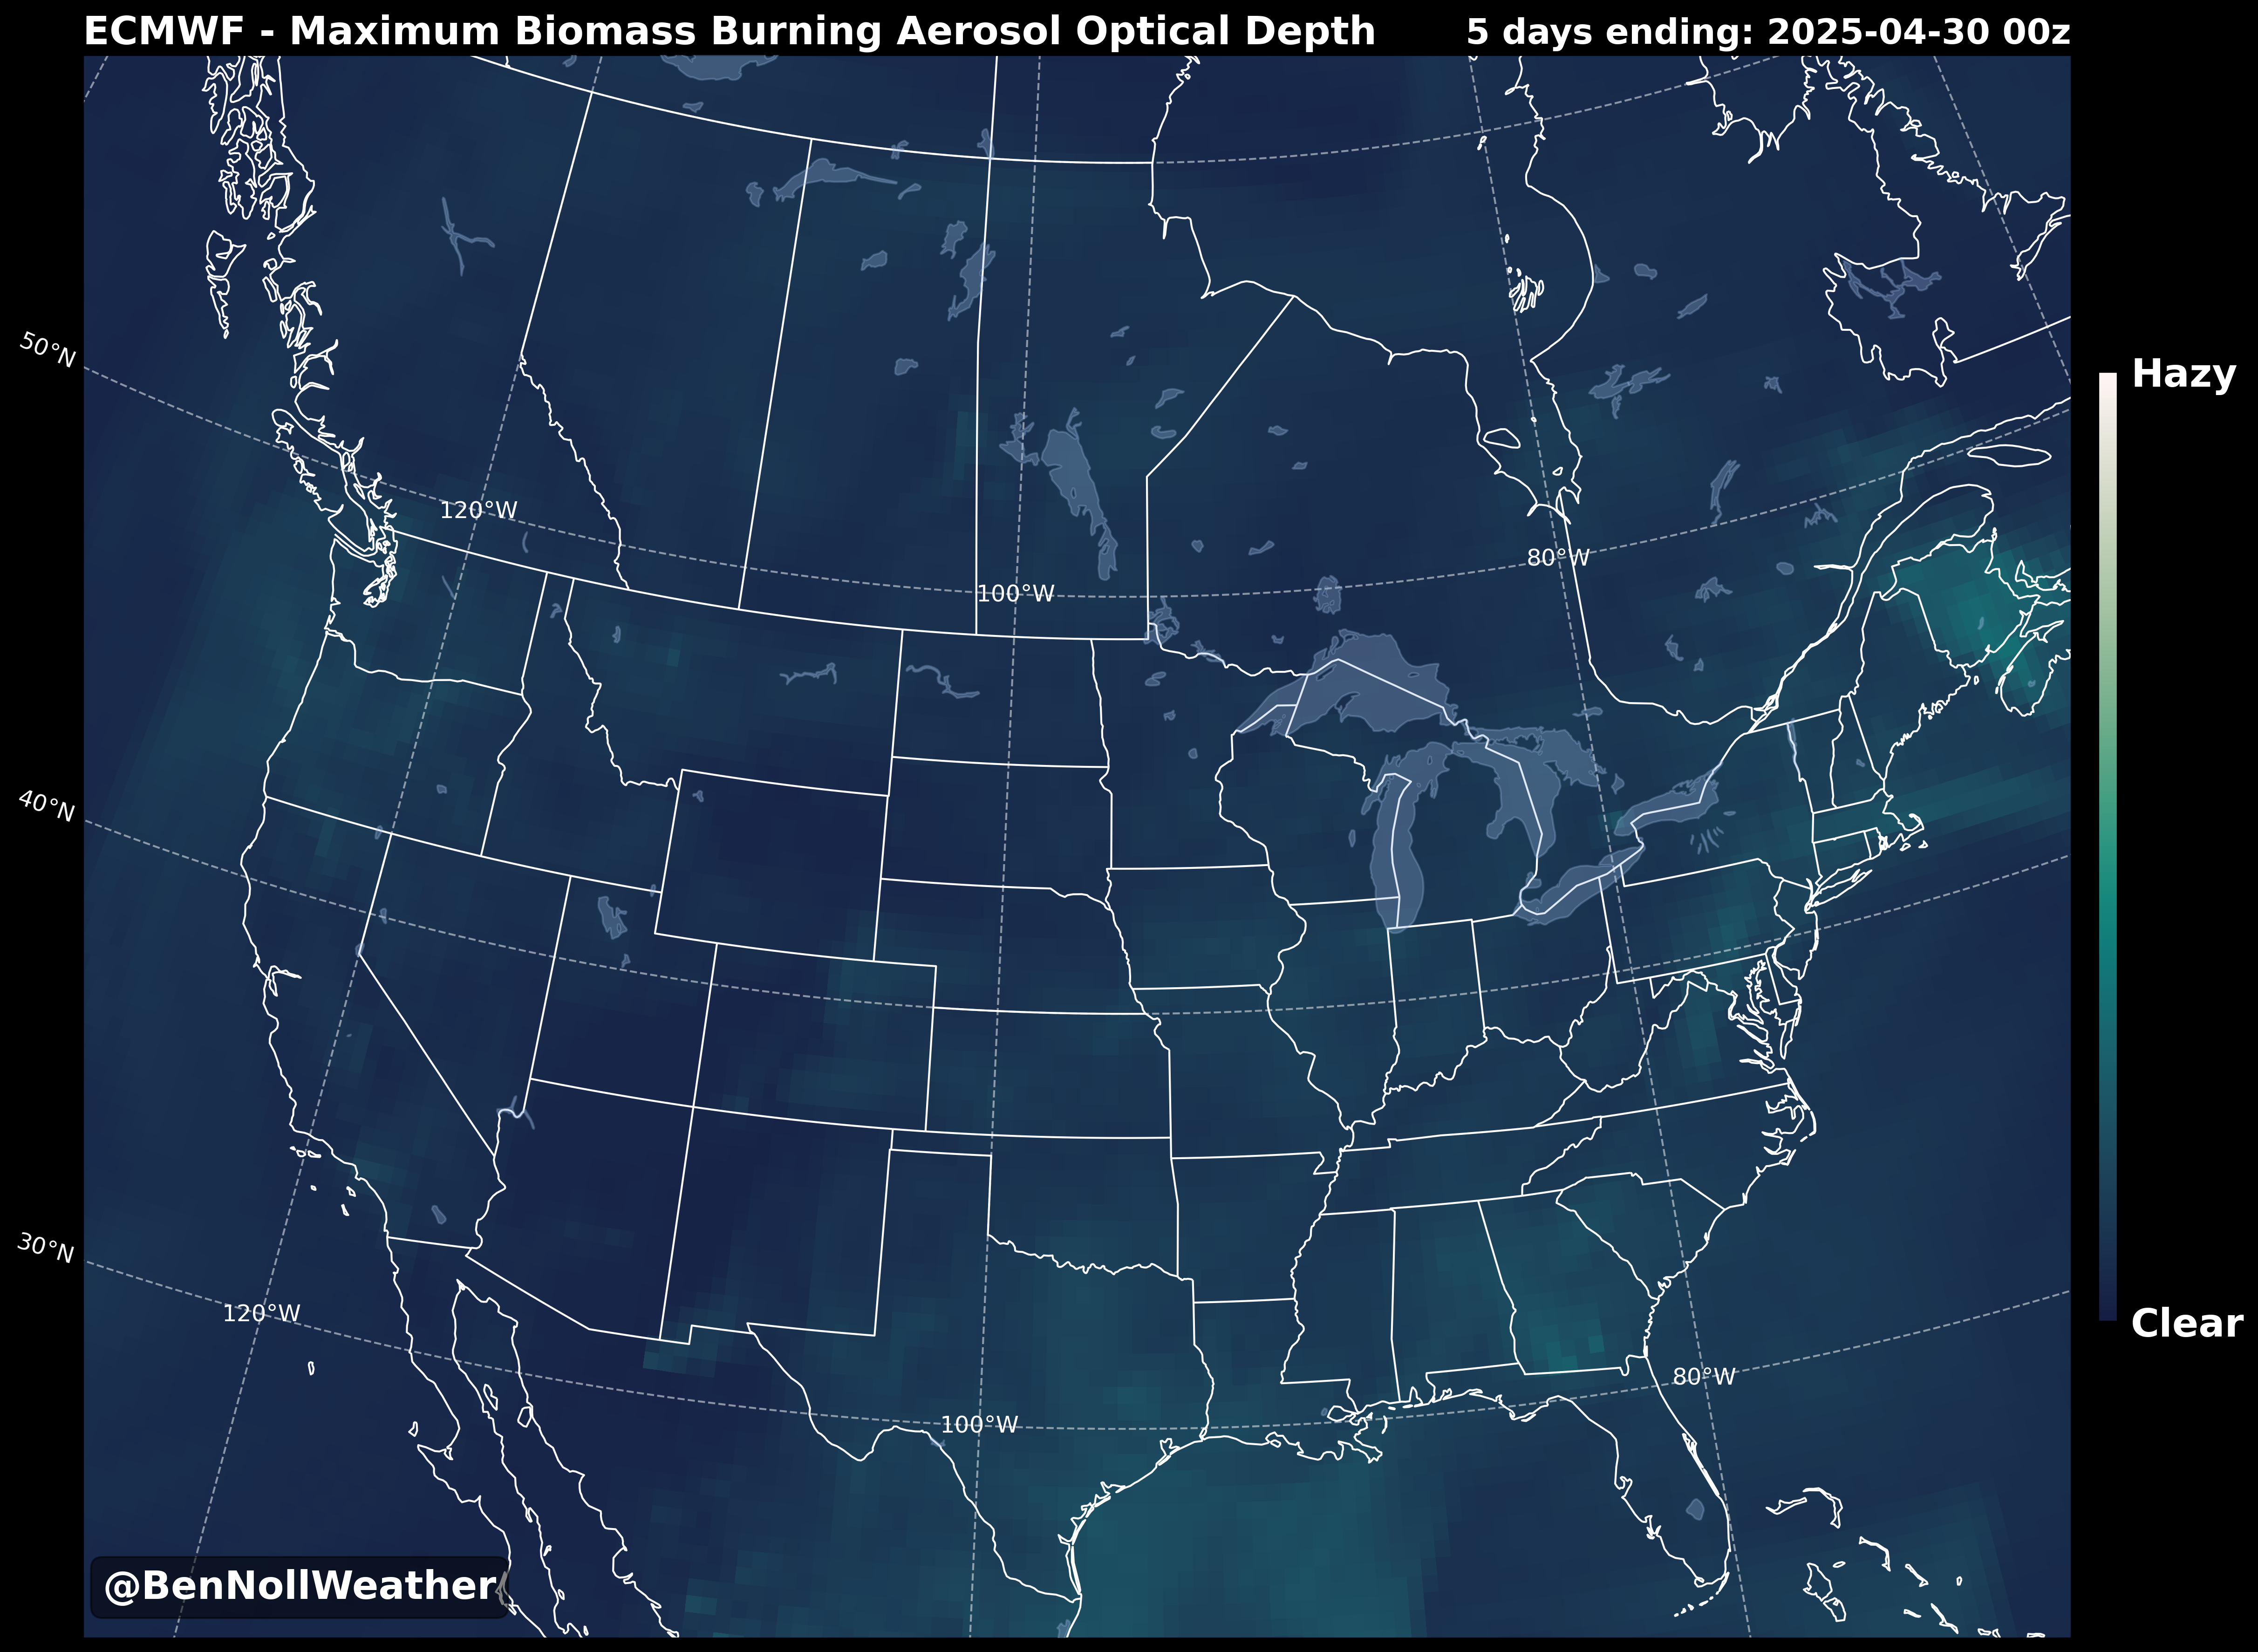 ECMWF - Maximum Biomass Burning Aerosol Optical Depth
5 days ending: 2025-04-30 00z
50°N
Hazy
120°W
80°W
100°W
40°N
30°N
120°W
Clear
80°W
100°W
@BenNollWeather